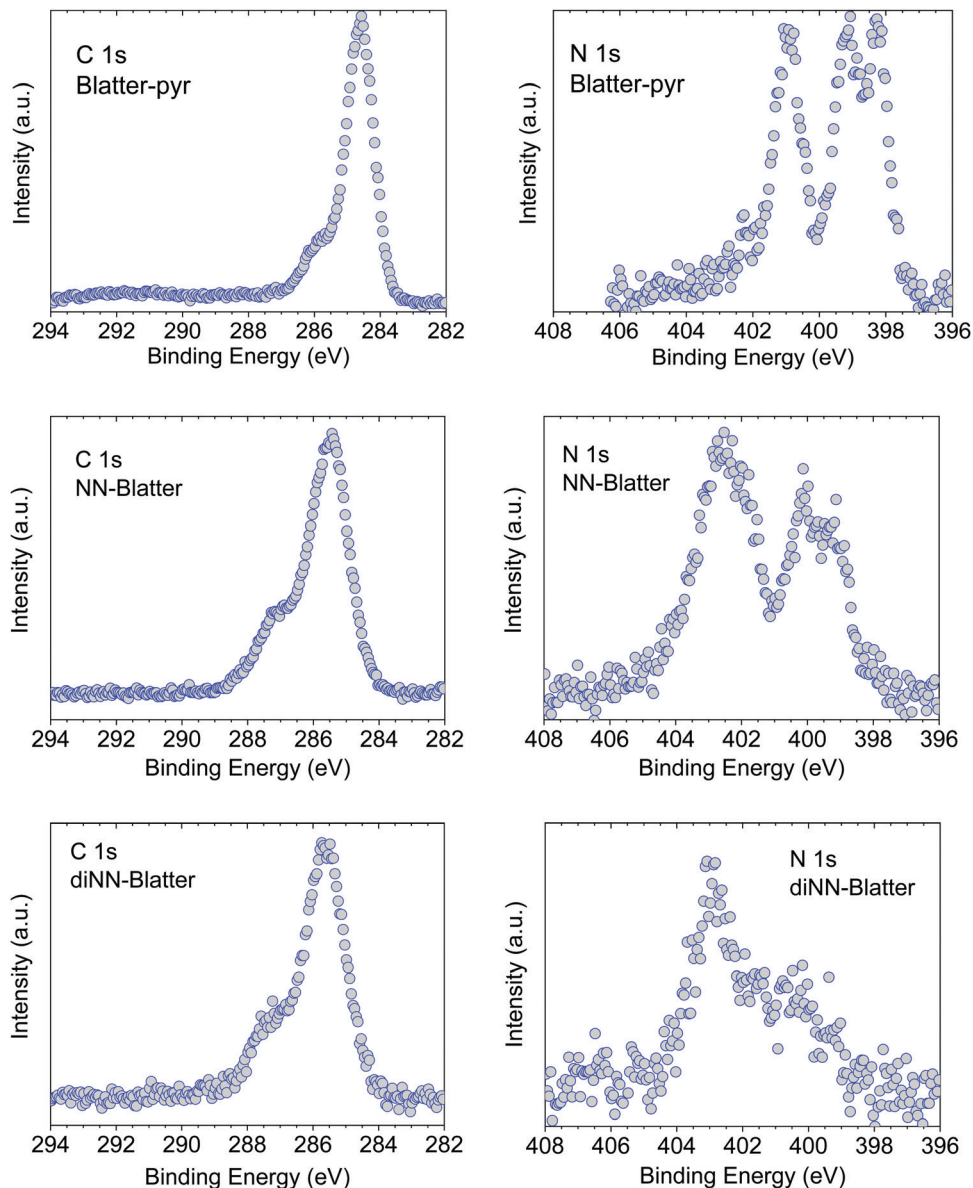 C 1s
Blatter-pyr
Intensity (a.u.)
294 292 290 288 286 284 282
Binding Energy (eV)
N 1s
Blatter-pyr
Intensity (a.u.)
408 406 404 402 400 398 396
Binding Energy (eV)
C 1s
NN-Blatter
Intensity (a.u.)
294 292 290 288 286 284 282
Binding Energy (eV)
N 1s
NN-Blatter
Intensity (a.u.)
408 406 404 402 400 398 396
Binding Energy (eV)
C 1s
diNN-Blatter
Intensity (a.u.)
294 292 290 288 286 284 282
Binding Energy (eV)
N 1s
diNN-Blatter
Intensity (a.u.)
408 406 404 402 400 398 396
Binding Energy (eV)